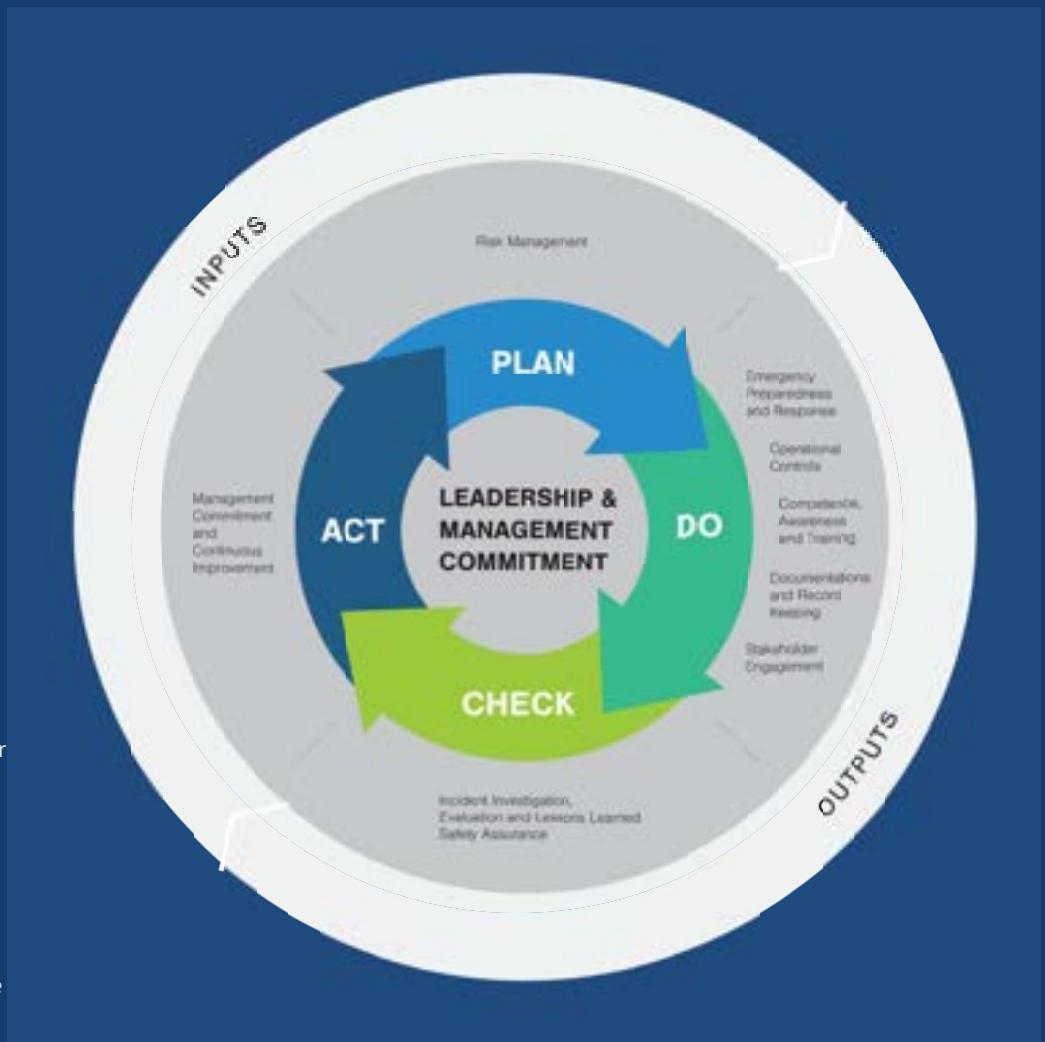 INPUTS
Risk Management
PLAN
Emergency
Preparedness
and Response
Operational
Controls
Competence,
Awareness
and Training
Documentations
and Record
Keeping
Stakeholder
Engagement
DO
LEADERSHIP &
MANAGEMENT
COMMITMENT
ACT
Management
Commitment
and
Continuous
Improvement
CHECK
Incident Investigation,
Evaluation and Lessons Learned
Safety Assurance
OUTPUTS
r
e